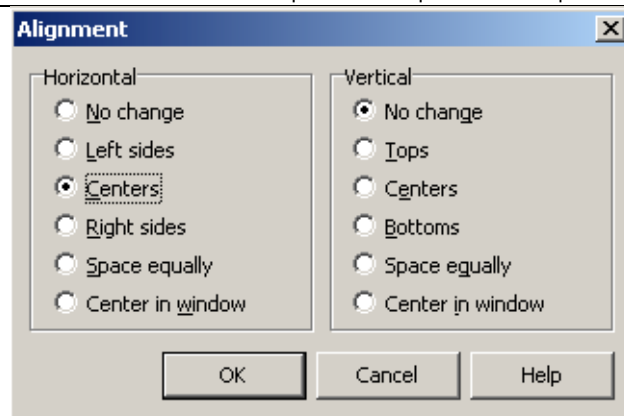 Alignment
Horizontal
No change
Left sides
Centers
Right sides
Space equally
Center in window
Vertical
No change
Tops
Centers
Bottoms
Space equally
Center in window
OK Cancel Help